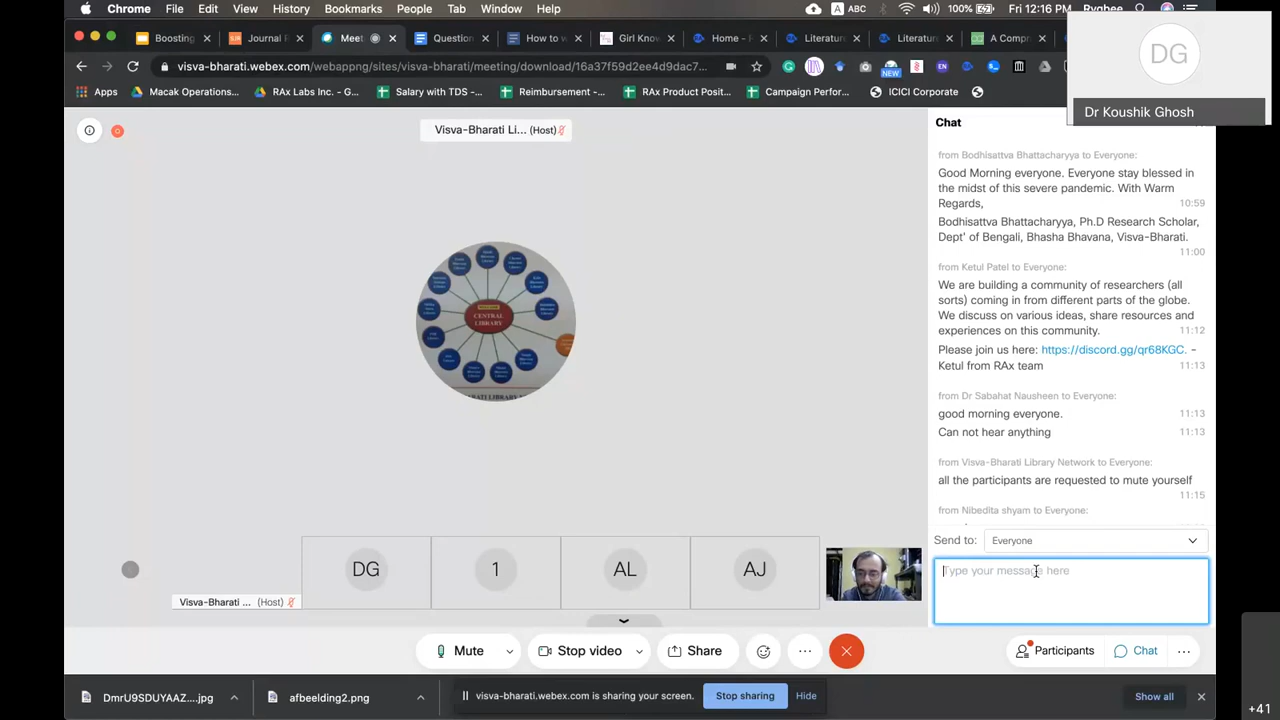 Chrome File Edit View History Bookmarks People Tab Window Help ABC 100% Fri 12:16 PM Rygbee
Boosting Journal F Meet Quest How to w Girl Know Home - F Literatur Literatur A Compr
visva-bharati.webex.com/webappng/sites/visva-bharati/meeting/download/16a37f59d2ee4d9dac7...
NEW
EN
Apps Macak Operations... RAx Labs Inc. - G... Salary with TDS -... Reimbursement -... RAx Product Posit... Campaign Perfor... ICICI Corporate
DG
Dr Koushik Ghosh
Visva-Bharati Li... (Host)
CENTRAL
LIBRARY
DG
1
AL
AJ
Visva-Bharati ... (Host)
Chat
from Bodhisattva Bhattacharyya to Everyone:
Good Morning everyone. Everyone stay blessed in
the midst of this severe pandemic. With Warm
Regards, 10:59
Bodhisattva Bhattacharyya, Ph.D Research Scholar,
Dept' of Bengali, Bhasha Bhavana, Visva-Bharati.
11:00
from Ketul Patel to Everyone:
We are building a community of researchers (all
sorts) coming in from different parts of the globe.
We discuss on various ideas, share resources and
experiences on this community. 11:12
Please join us here: https://discord.gg/qr68KGC. -
Ketul from RAx team 11:13
from Dr Sabahat Nausheen to Everyone:
good morning everyone. 11:13
Can not hear anything 11:13
from Visva-Bharati Library Network to Everyone:
all the participants are requested to mute yourself
11:15
from Nibedita shyam to Everyone:
Send to: Everyone
Type your message here
Mute Stop video Share Participants Chat
DmrU9SDUYAAZ....jpg afbeelding2.png visva-bharati.webex.com is sharing your screen. Stop sharing Hide Show all
+41